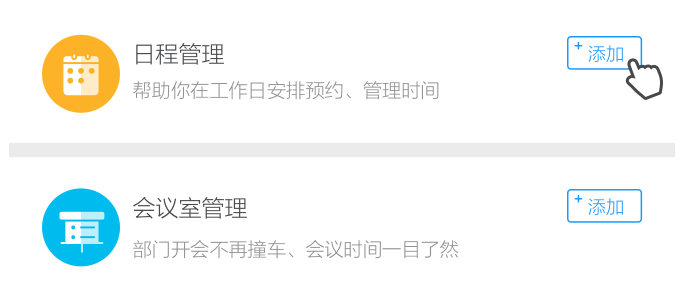 日程管理
+添加
帮助你在工作日安排预约、管理时间
会议室管理
+添加
部门开会不再撞车、会议时间一目了然